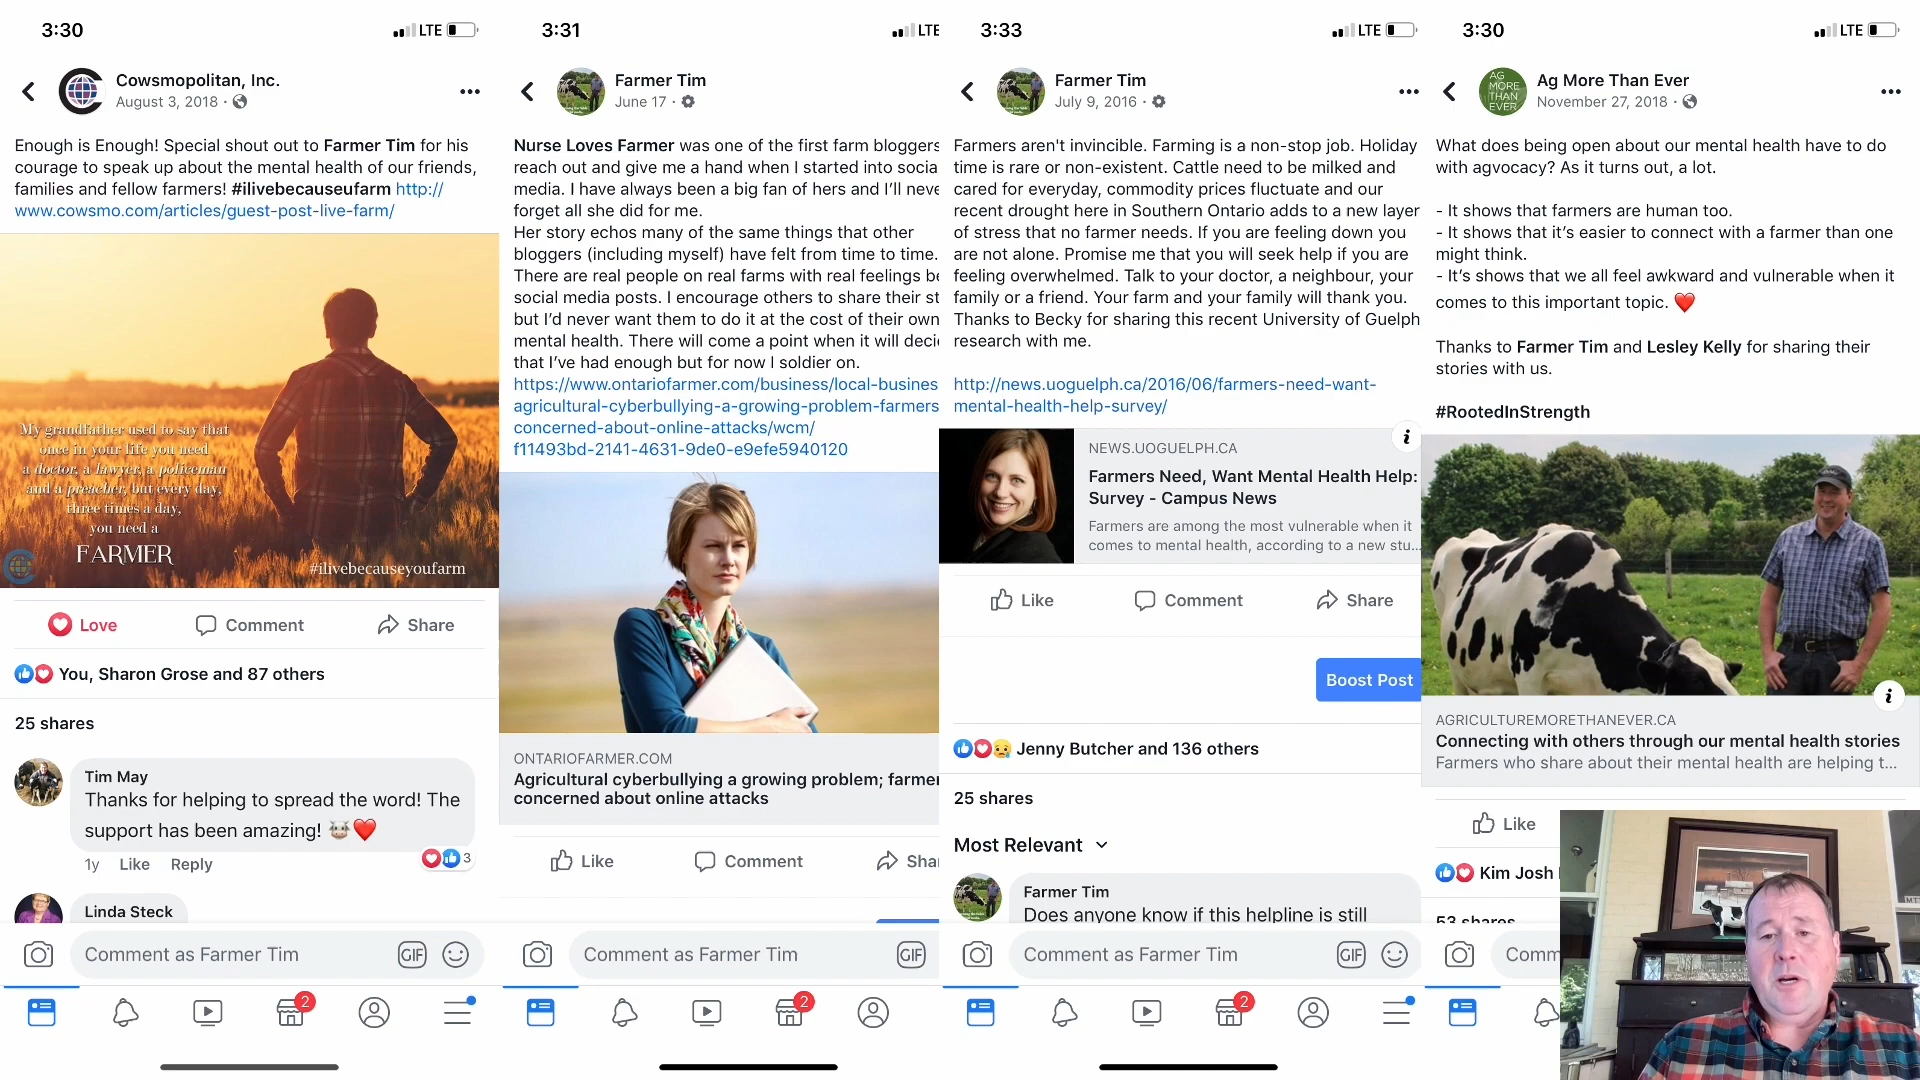 3:30
LTE
Cowsmopolitan, Inc.
August 3, 2018 ·
Enough is Enough! Special shout out to Farmer Tim for his
courage to speak up about the mental health of our friends,
families and fellow farmers! #ilivebecauseufarm http://
www.cowsmo.com/articles/guest-post-live-farm/
My grandfather used to say that
once in your life you need
a doctor, a lawyer, a policeman
and a preacher, but every day,
three times a day,
you need a
FARMER
#ilivebecauseyoufarm
Love
Comment
Share
You, Sharon Grose and 87 others
25 shares
Tim May
Thanks for helping to spread the word! The
support has been amazing!
1y Like Reply
3
Linda Steck
Comment as Farmer Tim
GIF
2
3:31
LTE
Farmer Tim
June 17 ·
Nurse Loves Farmer was one of the first farm bloggers
reach out and give me a hand when I started into socia
media. I have always been a big fan of hers and I'll neve
forget all she did for me.
Her story echos many of the same things that other
bloggers (including myself) have felt from time to time.
There are real people on real farms with real feelings be
social media posts. I encourage others to share their st
but I'd never want them to do it at the cost of their own
mental health. There will come a point when it will deci
that I've had enough but for now I soldier on.
https://www.ontariofarmer.com/business/local-busines
agricultural-cyberbullying-a-growing-problem-farmers
concerned-about-online-attacks/wcm/
f11493bd-2141-4631-9de0-e9efe5940120
ONTARIOFARMER.COM
Agricultural cyberbullying a growing problem; farmer
concerned about online attacks
Like
Comment
Shar
Comment as Farmer Tim
GIF
2
3:33
LTE
Farmer Tim
July 9, 2016 ·
Farmers aren't invincible. Farming is a non-stop job. Holiday
time is rare or non-existent. Cattle need to be milked and
cared for everyday, commodity prices fluctuate and our
recent drought here in Southern Ontario adds to a new layer
of stress that no farmer needs. If you are feeling down you
are not alone. Promise me that you will seek help if you are
feeling overwhelmed. Talk to your doctor, a neighbour, your
family or a friend. Your farm and your family will thank you.
Thanks to Becky for sharing this recent University of Guelph
research with me.
http://news.uoguelph.ca/2016/06/farmers-need-want-
mental-health-help-survey/
NEWS.UOGUELPH.CA
Farmers Need, Want Mental Health Help:
Survey - Campus News
Farmers are among the most vulnerable when it
comes to mental health, according to a new stu...
Like
Comment
Share
Boost Post
Jenny Butcher and 136 others
25 shares
Most Relevant
Farmer Tim
Does anyone know if this helpline is still
Comment as Farmer Tim
GIF
2
3:30
LTE
AG
MORE
THAN
EVER
Ag More Than Ever
November 27, 2018 ·
What does being open about our mental health have to do
with agvocacy? As it turns out, a lot.
- It shows that farmers are human too.
- It shows that it's easier to connect with a farmer than one
might think.
- It's shows that we all feel awkward and vulnerable when it
comes to this important topic.
Thanks to Farmer Tim and Lesley Kelly for sharing their
stories with us.
#RootedInStrength
AGRICULTUREMORETHANEVER.CA
Connecting with others through our mental health stories
Farmers who share about their mental health are helping t...
Like
Kim Josh
53 shares
Comm